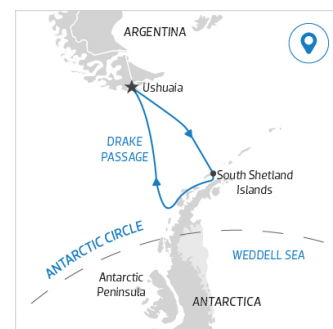 ARGENTINA
Ushuaia
DRAKE
PASSAGE
South Shetland
Islands
ANTARCTIC CIRCLE
WEDDELL SEA
Antarctic
Peninsula
ANTARCTICA